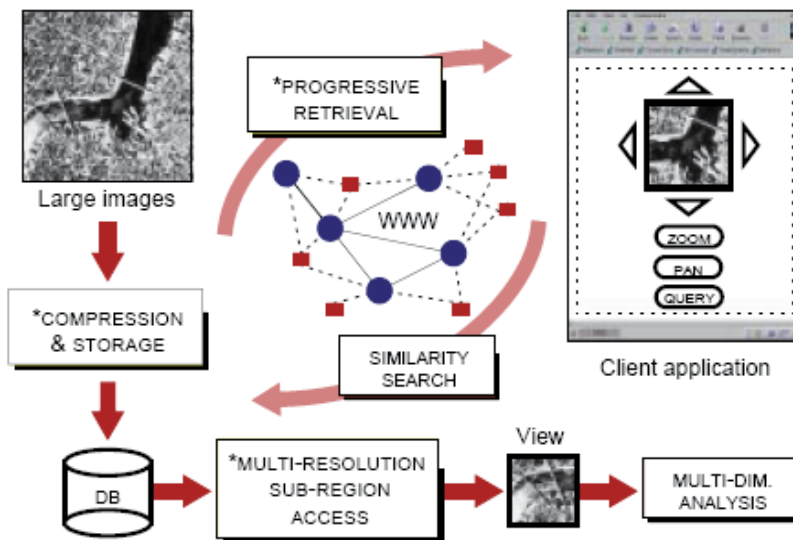 *PROGRESSIVE
RETRIEVAL
Large images
WWW
ZOOM
PAN
QUERY
*COMPRESSION
& STORAGE
SIMILARITY
SEARCH
Client application
DB
*MULTI-RESOLUTION
SUB-REGION
ACCESS
View
MULTI-DIM.
ANALYSIS